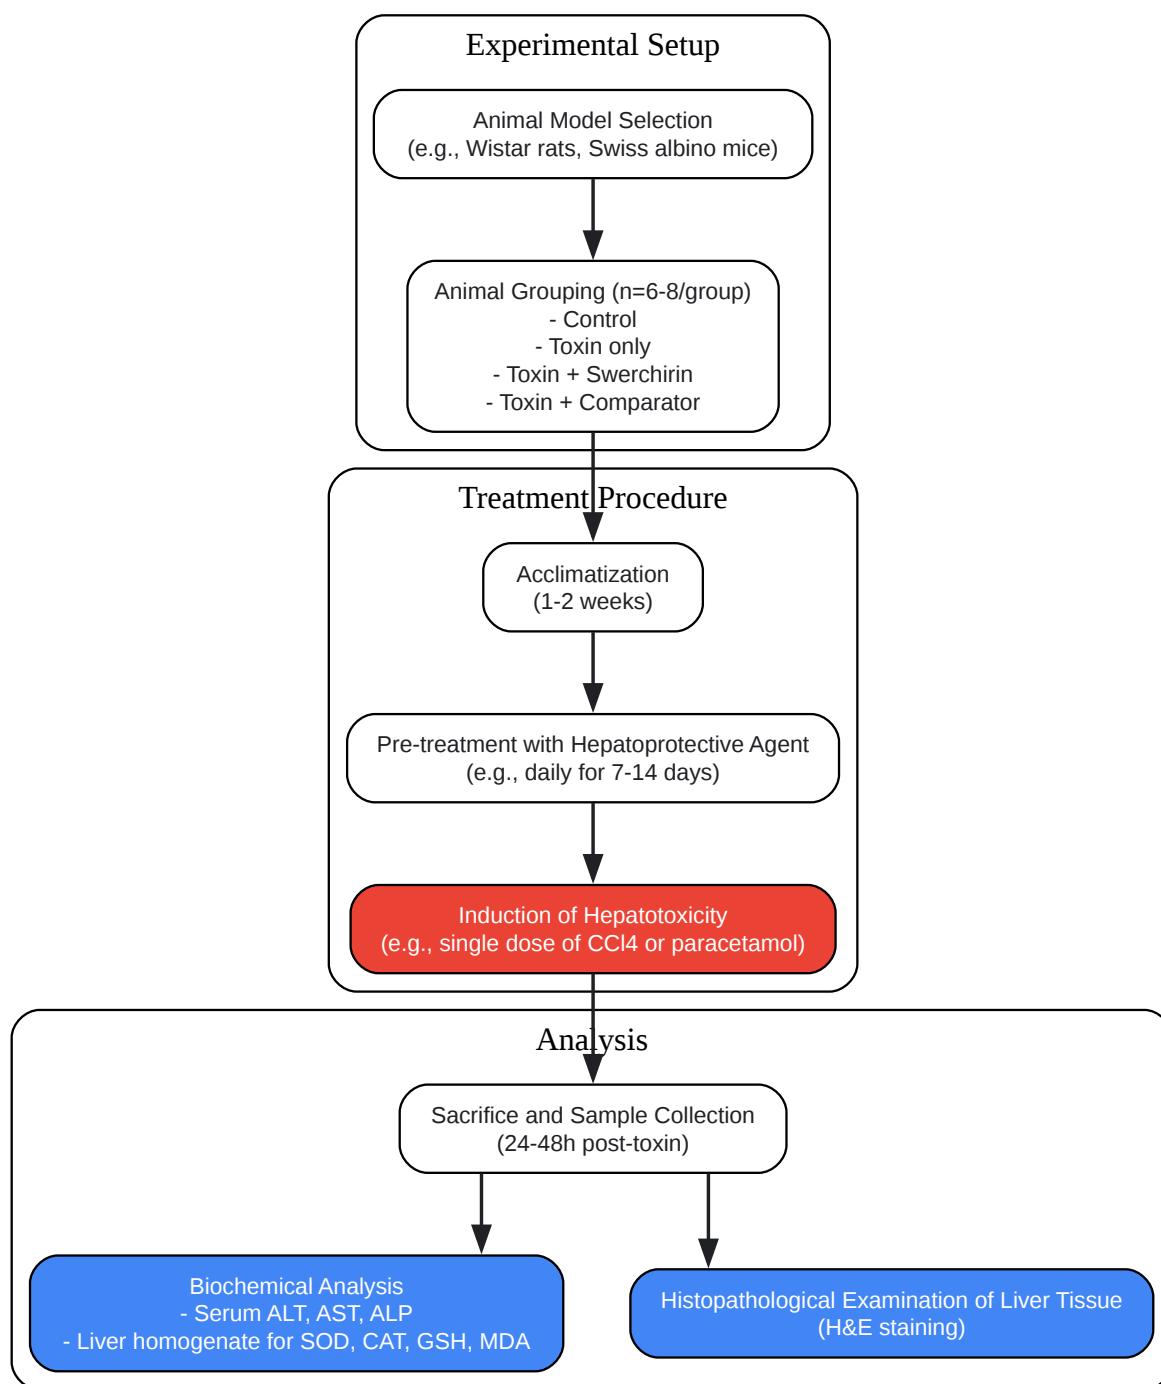 Experimental Setup
Animal Model Selection
(e.g., Wistar rats, Swiss albino mice)
Animal Grouping (n=6-8/group)
- Control
- Toxin only
- Toxin + Swerchirin
- Toxin + Comparator
Treatment Procedure
Acclimatization
(1-2 weeks)
Pre-treatment with Hepatoprotective Agent
(e.g., daily for 7-14 days)
Induction of Hepatotoxicity
(e.g., single dose of CCl4 or paracetamol)
Analysis
Sacrifice and Sample Collection
(24-48h post-toxin)
Biochemical Analysis
- Serum ALT, AST, ALP
- Liver homogenate for SOD, CAT, GSH, MDA
Histopathological Examination of Liver Tissue
(H&E staining)